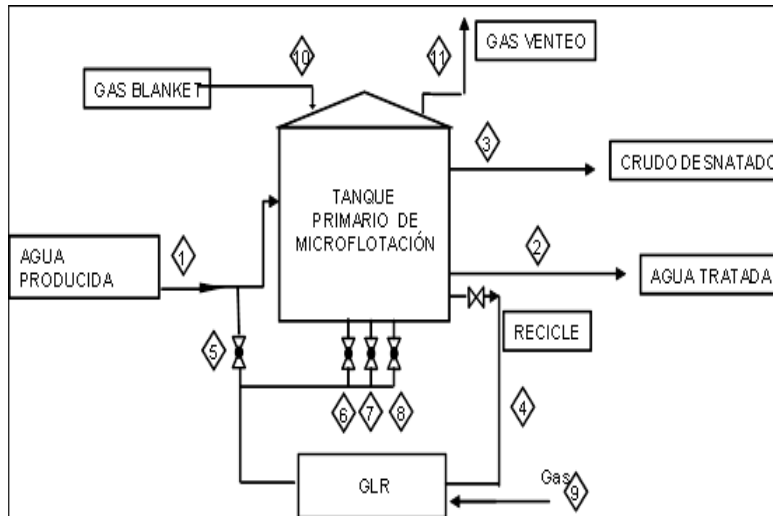 10
11
GAS VENTEO
GAS BLANKET
3
CRUDO DESNATADO
TANQUE
PRIMARIO DE
MICROFLOTACIÓN
2
1
AGUA
PRODUCIDA
AGUA TRATADA
RECICLE
5
6
7
8
4
GLR
Gas
9